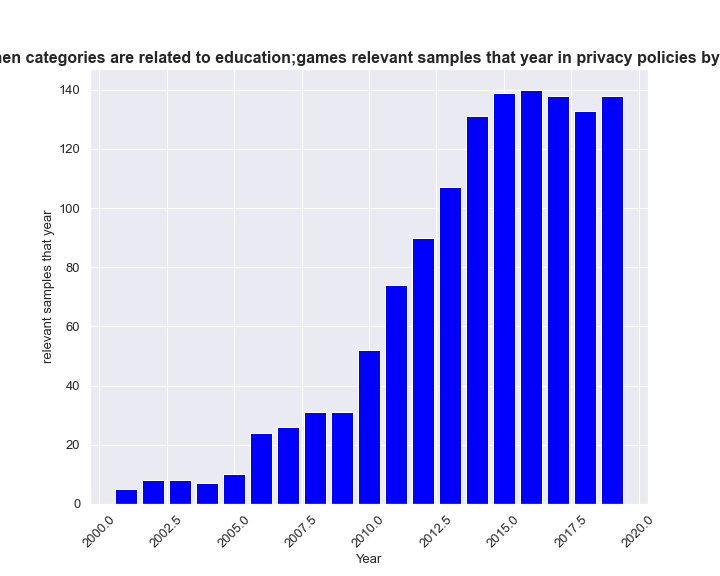 categories are related to education;games relevant samples that year in privacy policies by
relevant samples that year
140
120
100
80
60
40
20
0
2000.0 2002.5 2005.0 2007.5 2010.0 2012.5 2015.0 2017.5 2020.0
Year